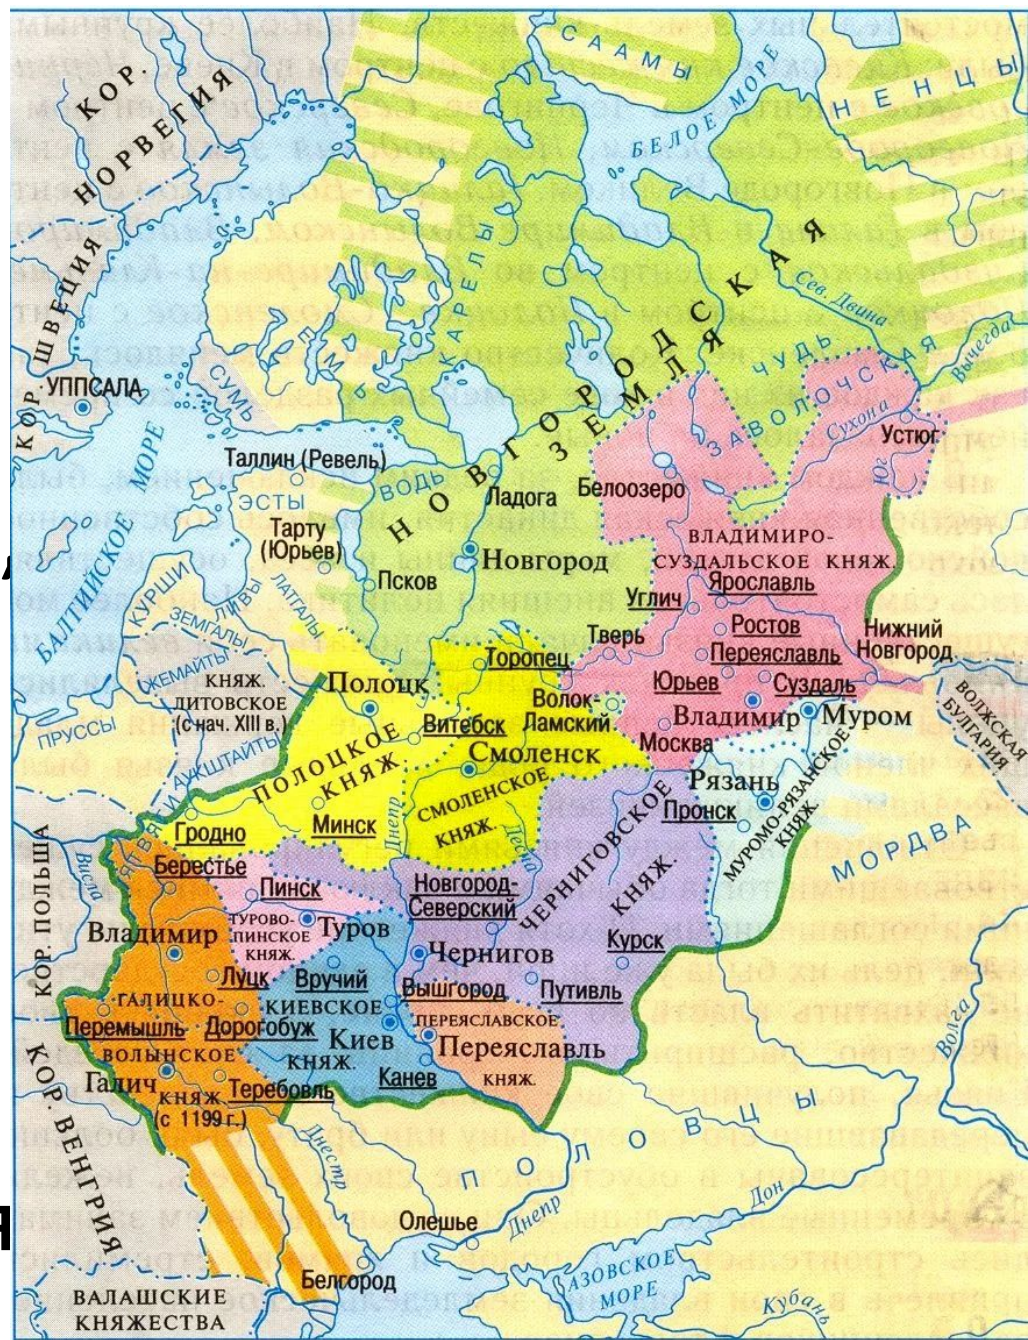 КОР. НОРВЕГИЯ
КОР. ШВЕЦИЯ
СААМЫ
БЕЛОЕ МОРЕ
НЕНЦЫ
КАРЕЛЫ
НОВГОРОДСКАЯ
ЗЕМЛЯ
Сев. Двина
Вычегда
ЧУДЬ
ЗАВОЛОЧСКАЯ
Сухона
Устюг
Юг
УППСАЛА
СУМЬ
ЕМЬ
БАЛТИЙСКОЕ МОРЕ
Таллин (Ревель)
ВОДЬ
Ладога
Белоозеро
ЭСТЫ
Тарту
(Юрьев)
Новгород
Псков
ВЛАДИМИРО-
СУЗДАЛЬСКОЕ КНЯЖ.
Ярославль
Углич
Ростов
Тверь
Переяславль
Нижний
Новгород
КУРШИ
ЗЕМГАЛЫ
ЛИВЫ
ЛАТГАЛЫ
Торопец
Юрьев
Суздаль
ЖЕМАЙТЫ
КНЯЖ.
ЛИТОВСКОЕ
(с нач. XIII в.)
Полоцк
Волок-
Ламский
Владимир
Муром
ВОЛЖСКАЯ
БУЛГАРИЯ
ПРУССЫ
АУКШТАЙТЫ
Витебск
Москва
ПОЛОЦКОЕ
КНЯЖ.
Смоленск
СМОЛЕНСКОЕ
КНЯЖ.
Рязань
Пронск
МУРОМО-РЯЗАНСКОЕ
КНЯЖ.
МОРДВА
Гродно
Минск
Днепр
Десна
ЯТВЯГИ
КОР. ПОЛЬША
Висла
Берестье
Пинск
Новгород-
Северский
ЧЕРНИГОВСКОЕ
КНЯЖ.
ТУРОВО-
ПИНСКОЕ
КНЯЖ.
Туров
Владимир
Чернигов
Курск
Луцк
Вручий
Вышгород
Путивль
ГАЛИЦКО-
ВОЛЫНСКОЕ
КНЯЖ.
(с 1199 г.)
КИЕВСКОЕ
КНЯЖ.
ПЕРЕЯСЛАВСКОЕ
КНЯЖ.
Перемышль
Дорогобуж
Киев
Переяславль
Галич
Теребовль
Канев
Волга
КОР. ВЕНГРИЯ
Днестр
ПОЛОВЦЫ
Олешье
Днепр
Дон
Белгород
АЗОВСКОЕ
МОРЕ
Кубань
ВАЛАШСКИЕ
КНЯЖЕСТВА